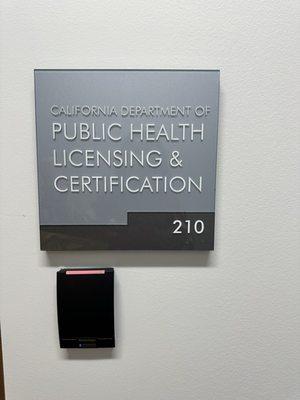 CALIFORNIA DEPARTMENT OF
PUBLIC HEALTH
LICENSING &
CERTIFICATION
210